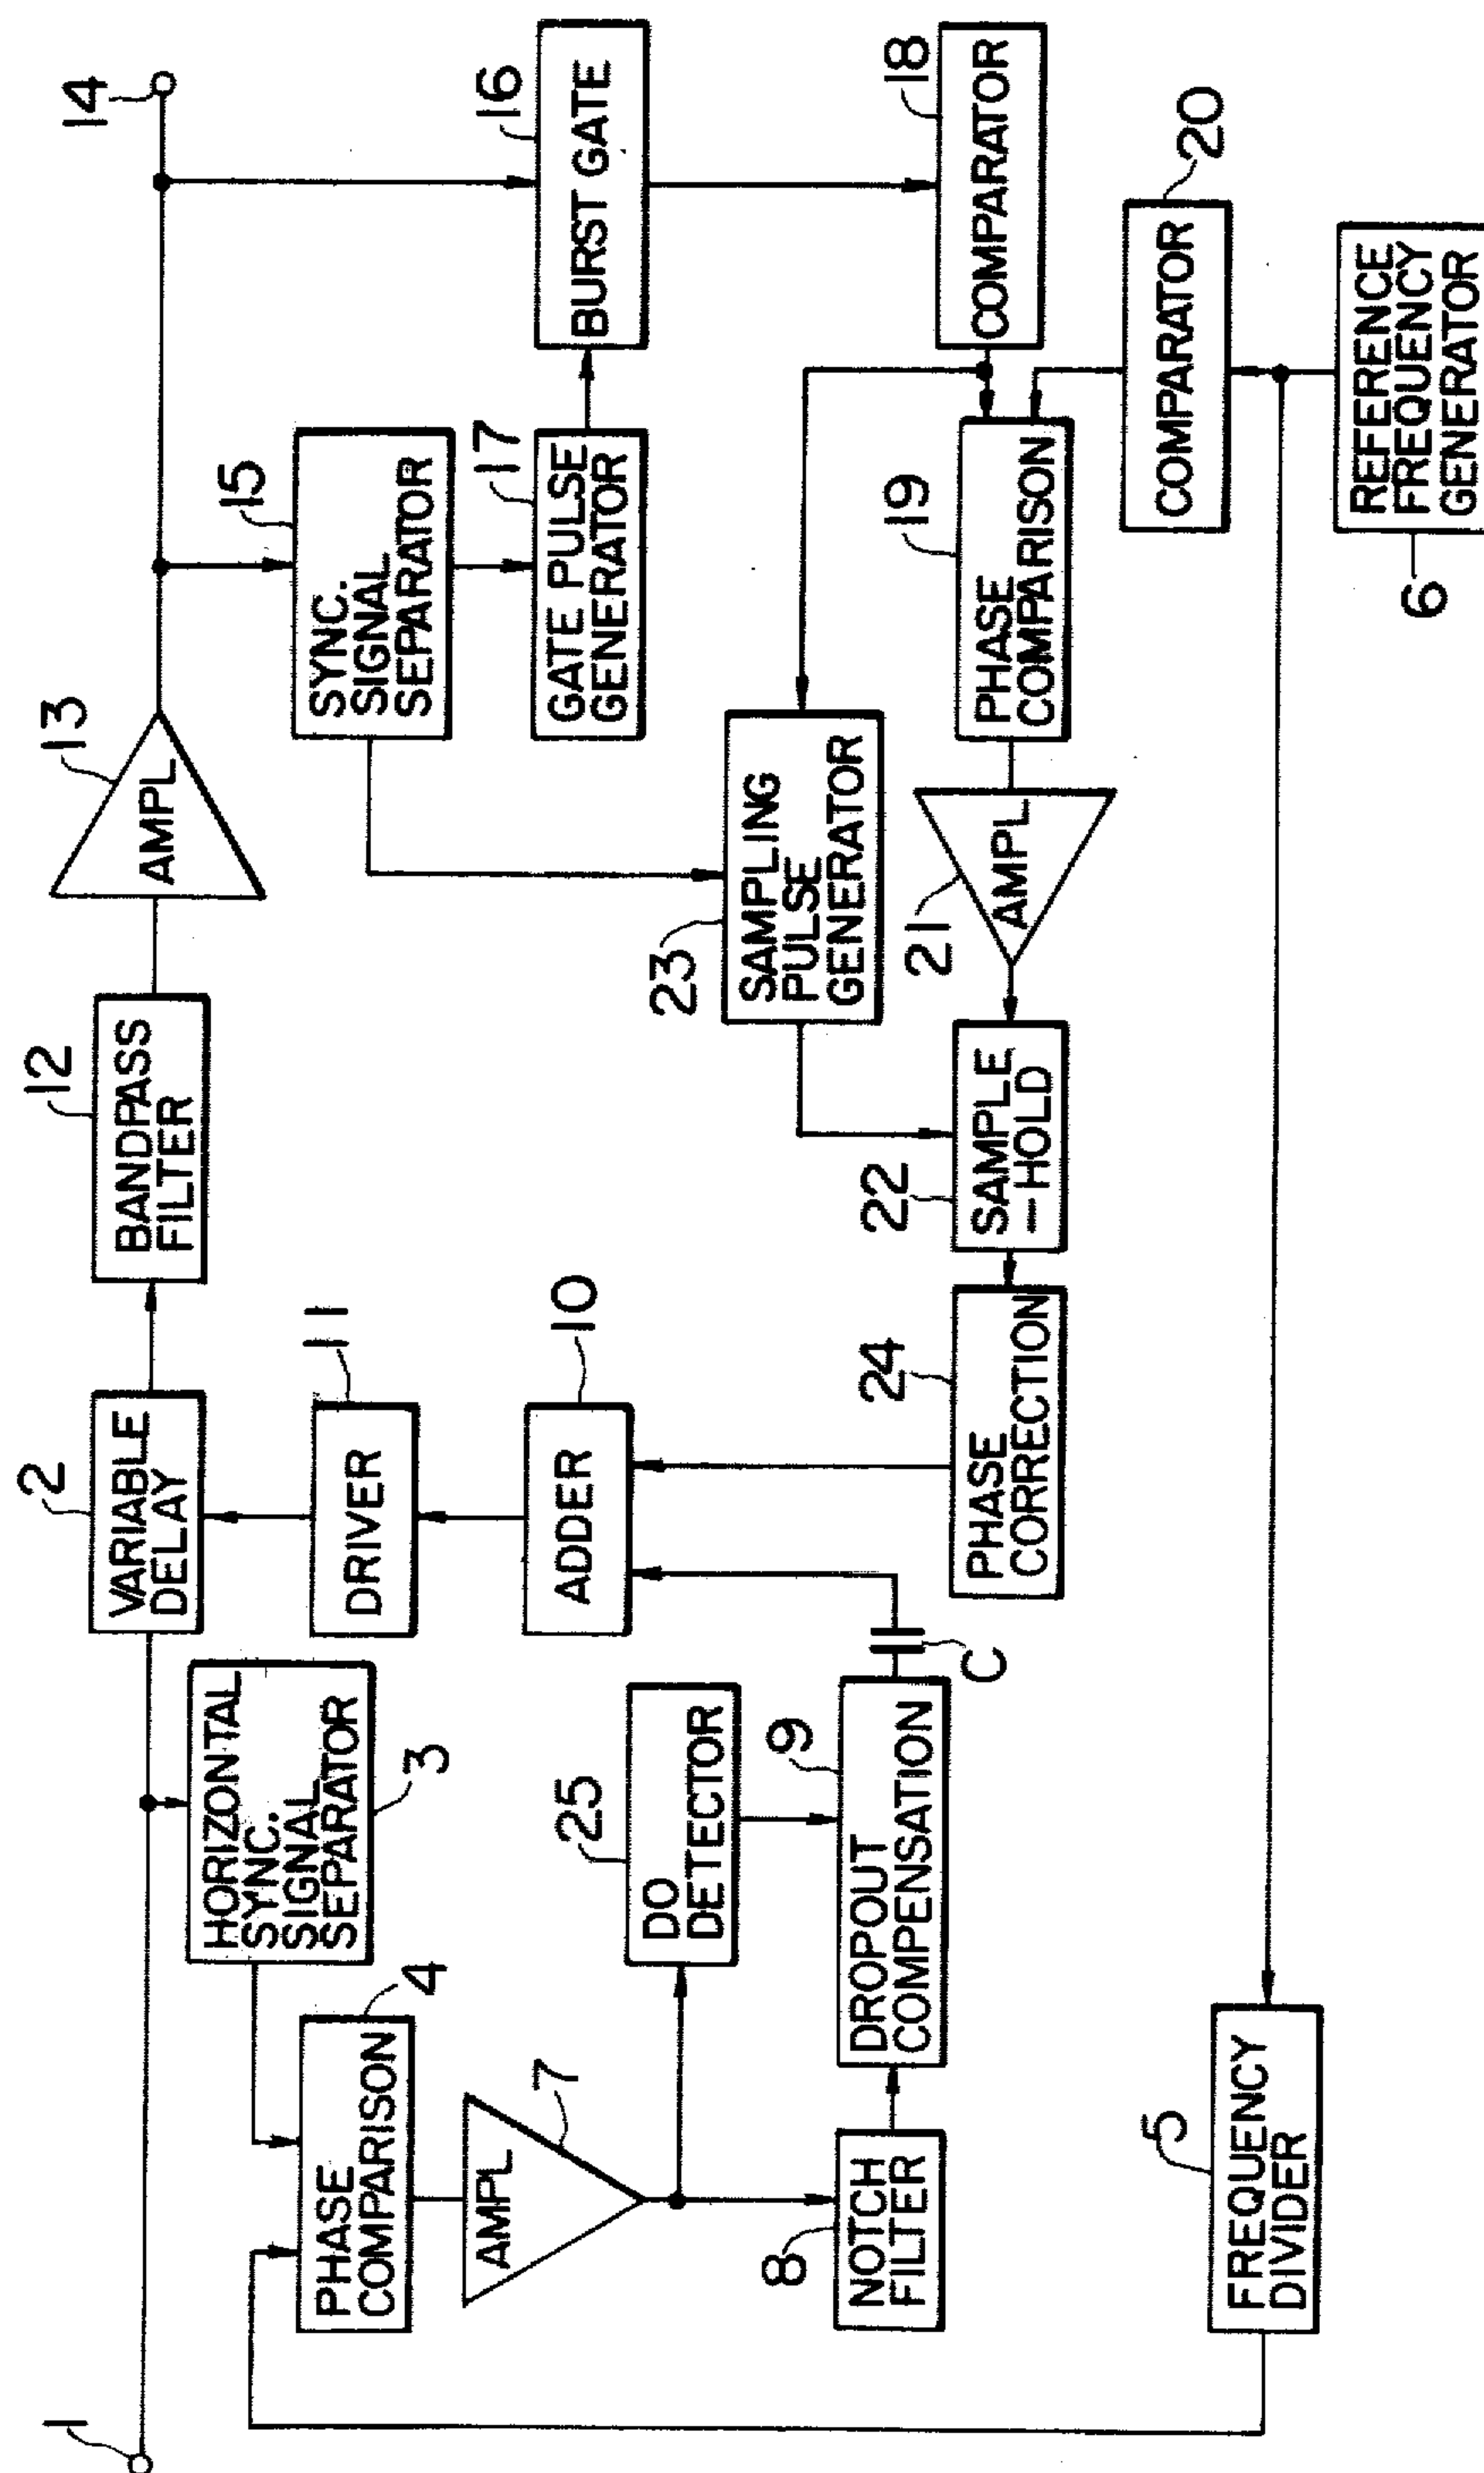 1
2
VARIABLE
DELAY
12
BANDPASS
FILTER
13
AMPL
14
HORIZONTAL
SYNC.
SIGNAL
SEPARATOR
3
11
DRIVER
15
SYNC.
SIGNAL
SEPARATOR
4
PHASE
COMPARISON
7
AMPL
10
ADDER
17
GATE PULSE
GENERATOR
16
BURST GATE
25
DO
DETECTOR
23
SAMPLING
PULSE
GENERATOR
8
NOTCH
FILTER
9
DROPOUT
COMPENSATION
C
24
PHASE
CORRECTION
22
SAMPLE
-HOLD
21
AMPL
19
PHASE
COMPARISON
18
COMPARATOR
20
COMPARATOR
5
FREQUENCY
DIVIDER
6
REFERENCE
FREQUENCY
GENERATOR